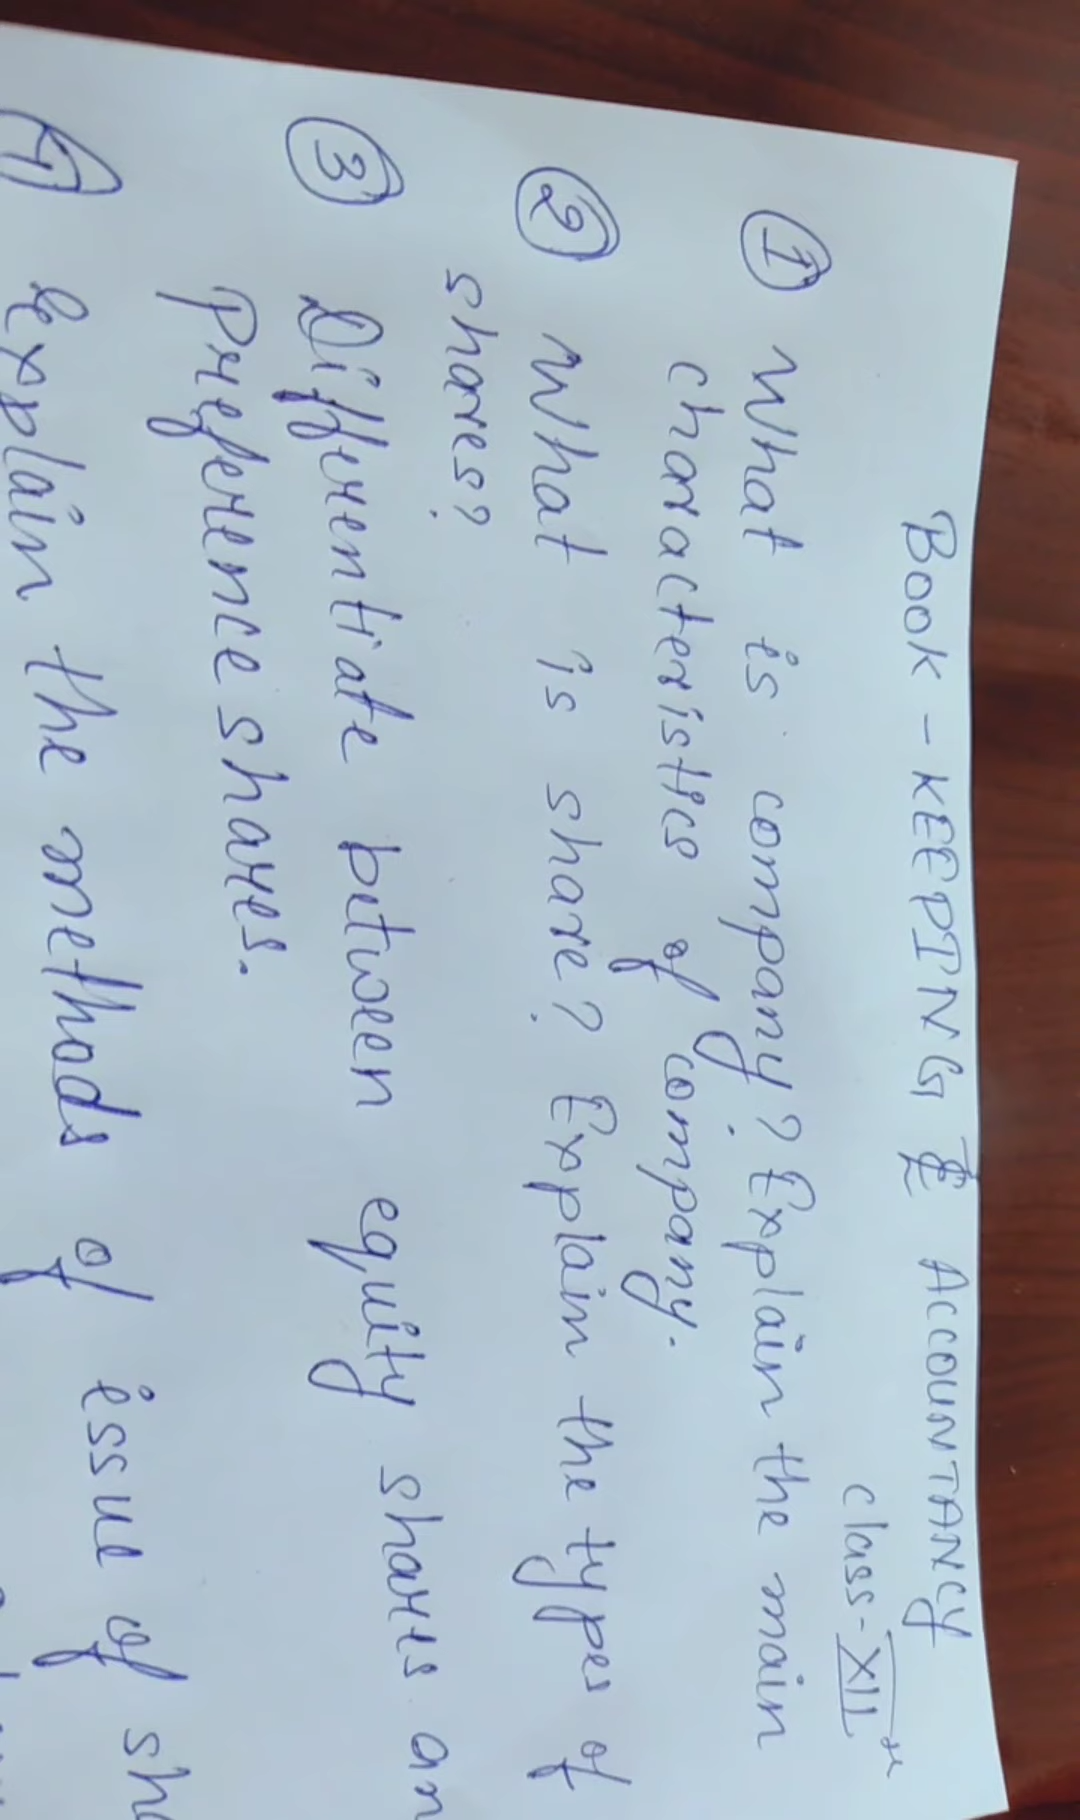 BOOK-KEEPING & ACCOUNTANCY
class-XII
① What is company? Explain the main
characteristics of company.
② What is share? Explain the types of
shares?
③ Differentiate between equity shares an
Preference shares.
④ Explain the methods of issue of sh